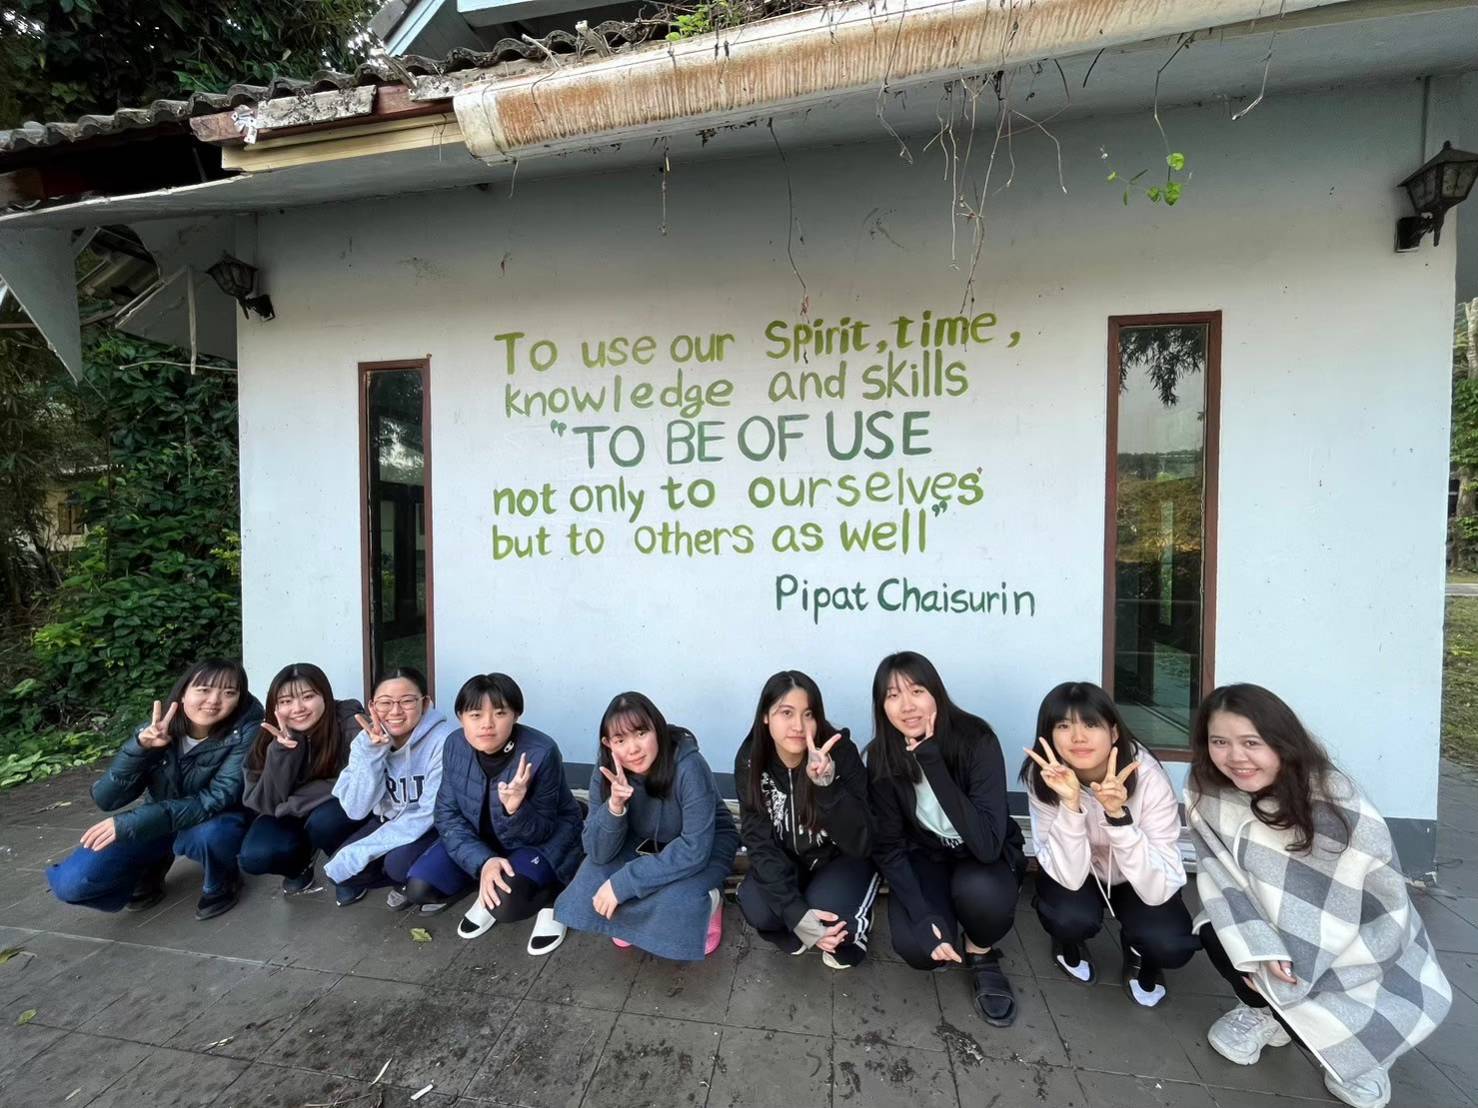 To use our Spirit, time,
knowledge and skills
"TO BE OF USE
not only to ourselves
but to others as well"
Pipat Chaisurin